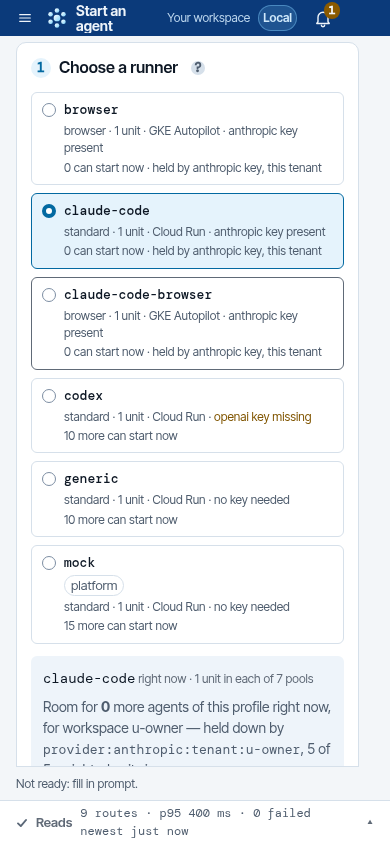 Start an
agent
Your workspace
Local
1
1
Choose a runner
?
browser
browser · 1 unit · GKE Autopilot · anthropic key
present
0 can start now · held by anthropic key, this tenant
claude-code
standard · 1 unit · Cloud Run · anthropic key present
0 can start now · held by anthropic key, this tenant
claude-code-browser
browser · 1 unit · GKE Autopilot · anthropic key
present
0 can start now · held by anthropic key, this tenant
codex
standard · 1 unit · Cloud Run · openai key missing
10 more can start now
generic
standard · 1 unit · Cloud Run · no key needed
10 more can start now
mock
platform
standard · 1 unit · Cloud Run · no key needed
15 more can start now
claude-code right now · 1 unit in each of 7 pools
Room for 0 more agents of this profile right now,
for workspace u-owner — held down by
provider:anthropic:tenant:u-owner, 5 of
Not ready: fill in prompt.
Reads
9 routes · p95 400 ms · 0 failed
newest just now